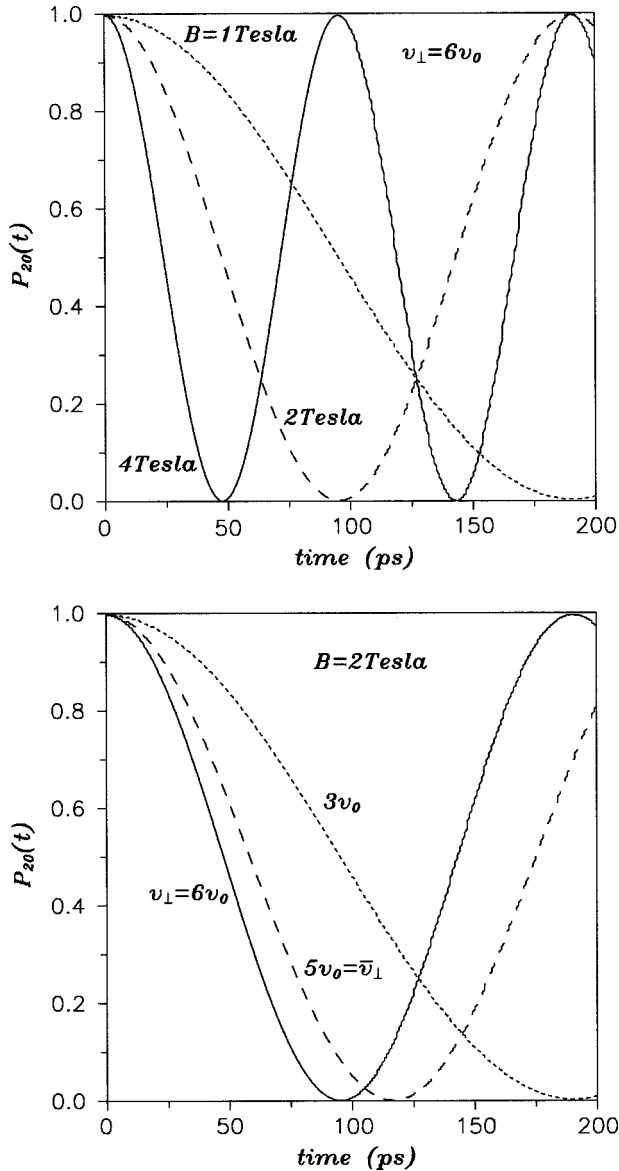 1.0
B=1Tesla
v⊥=6v₀
0.8
0.6
P₂₀(t)
0.4
0.2
2Tesla
4Tesla
0.0
0 50 100 150 200
time (ps)
1.0
B=2Tesla
0.8
3v₀
0.6
P₂₀(t)
v⊥=6v₀
0.4
5v₀=v̅⊥
0.2
0.0
0 50 100 150 200
time (ps)